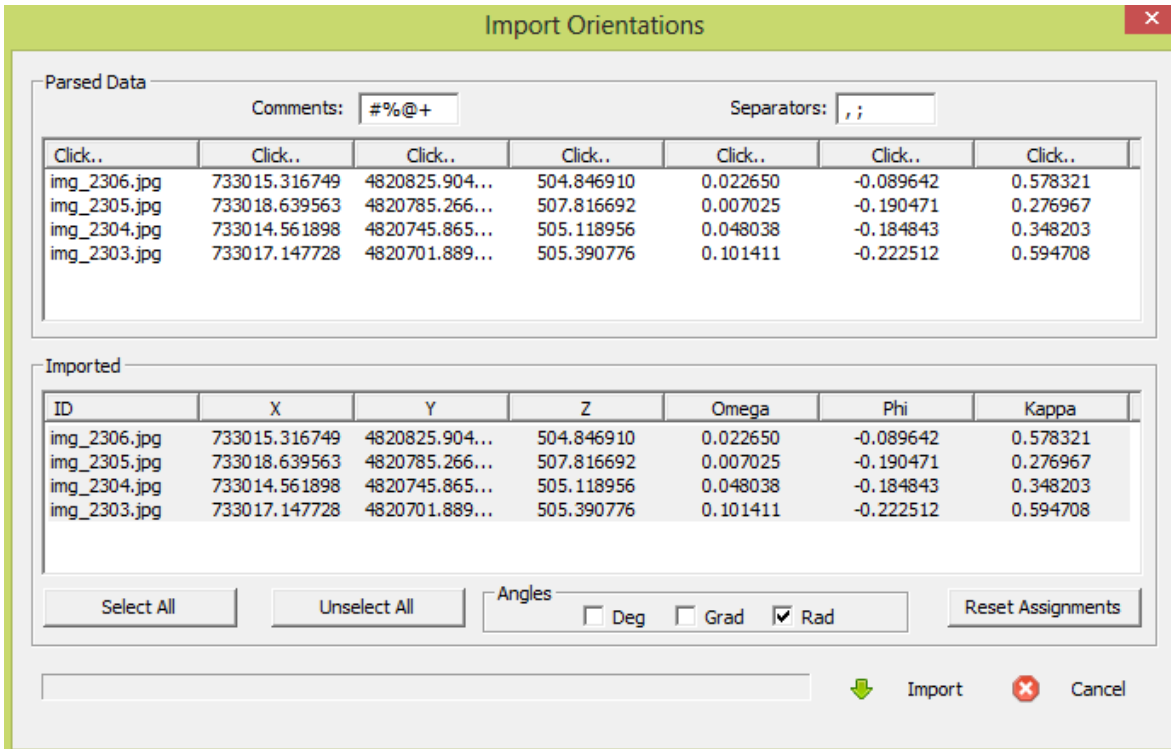 Import Orientations
Parsed Data
Comments: #%@+ Separators: , ;
Click.. Click.. Click.. Click.. Click.. Click.. Click..
img_2306.jpg 733015.316749 4820825.904... 504.846910 0.022650 -0.089642 0.578321
img_2305.jpg 733018.639563 4820785.266... 507.816692 0.007025 -0.190471 0.276967
img_2304.jpg 733014.561898 4820745.865... 505.118956 0.048038 -0.184843 0.348203
img_2303.jpg 733017.147728 4820701.889... 505.390776 0.101411 -0.222512 0.594708
Imported
ID X Y Z Omega Phi Kappa
img_2306.jpg 733015.316749 4820825.904... 504.846910 0.022650 -0.089642 0.578321
img_2305.jpg 733018.639563 4820785.266... 507.816692 0.007025 -0.190471 0.276967
img_2304.jpg 733014.561898 4820745.865... 505.118956 0.048038 -0.184843 0.348203
img_2303.jpg 733017.147728 4820701.889... 505.390776 0.101411 -0.222512 0.594708
Angles
Select All Unselect All Deg Grad Rad Reset Assignments
Import Cancel